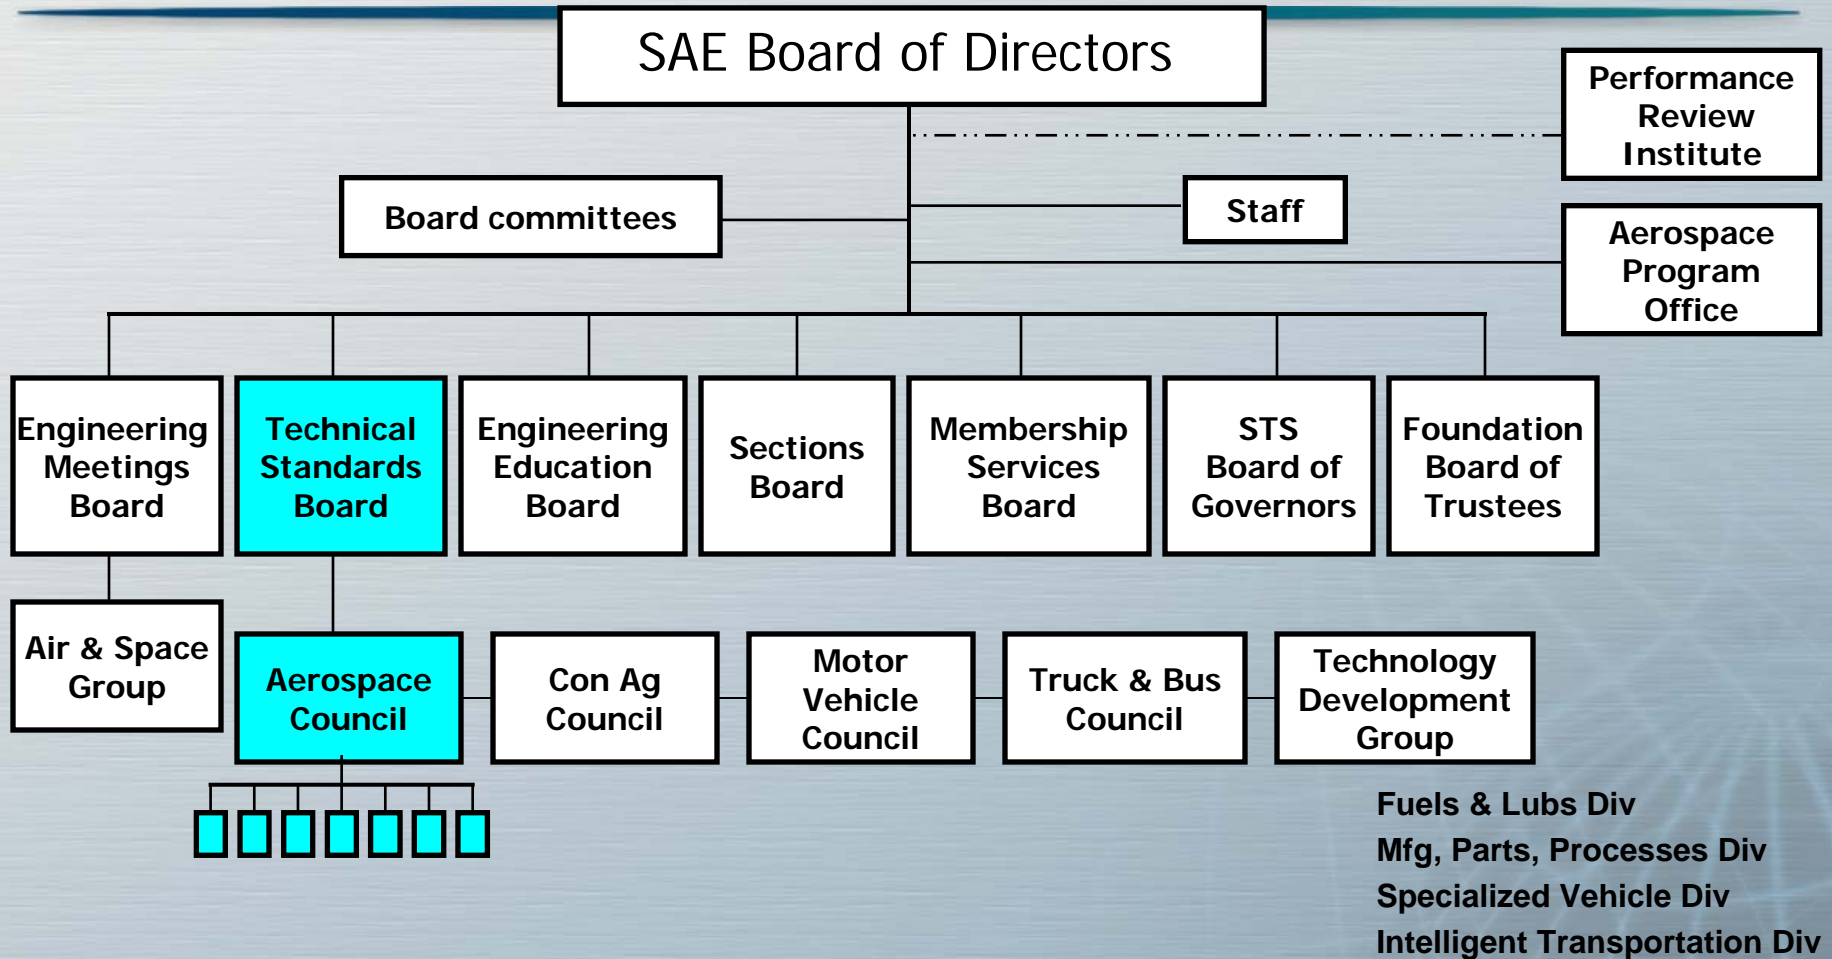 SAE Board of Directors
Performance
Review
Institute
Board committees
Staff
Aerospace
Program
Office
Engineering
Meetings
Board
Technical
Standards
Board
Engineering
Education
Board
Sections
Board
Membership
Services
Board
STS
Board of
Governors
Foundation
Board of
Trustees
Air & Space
Group
Aerospace
Council
Con Ag
Council
Motor
Vehicle
Council
Truck & Bus
Council
Technology
Development
Group
Fuels & Lubs Div
Mfg, Parts, Processes Div
Specialized Vehicle Div
Intelligent Transportation Div